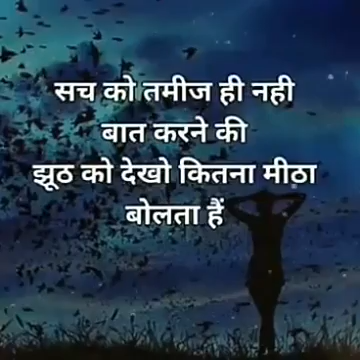 सच को तमीज ही नही
बात करने की
झूठ को देखो कितना मीठा
बोलता हैं